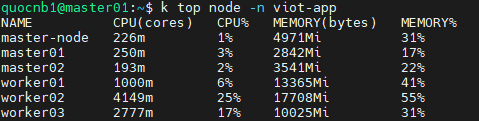 quocnb1@master01:~$ k top node -n viot-app
NAME CPU(cores) CPU% MEMORY(bytes) MEMORY%
master-node 226m 1% 4971Mi 31%
master01 250m 3% 2842Mi 17%
master02 193m 2% 3541Mi 22%
worker01 1000m 6% 13365Mi 41%
worker02 4149m 25% 17708Mi 55%
worker03 2777m 17% 10025Mi 31%